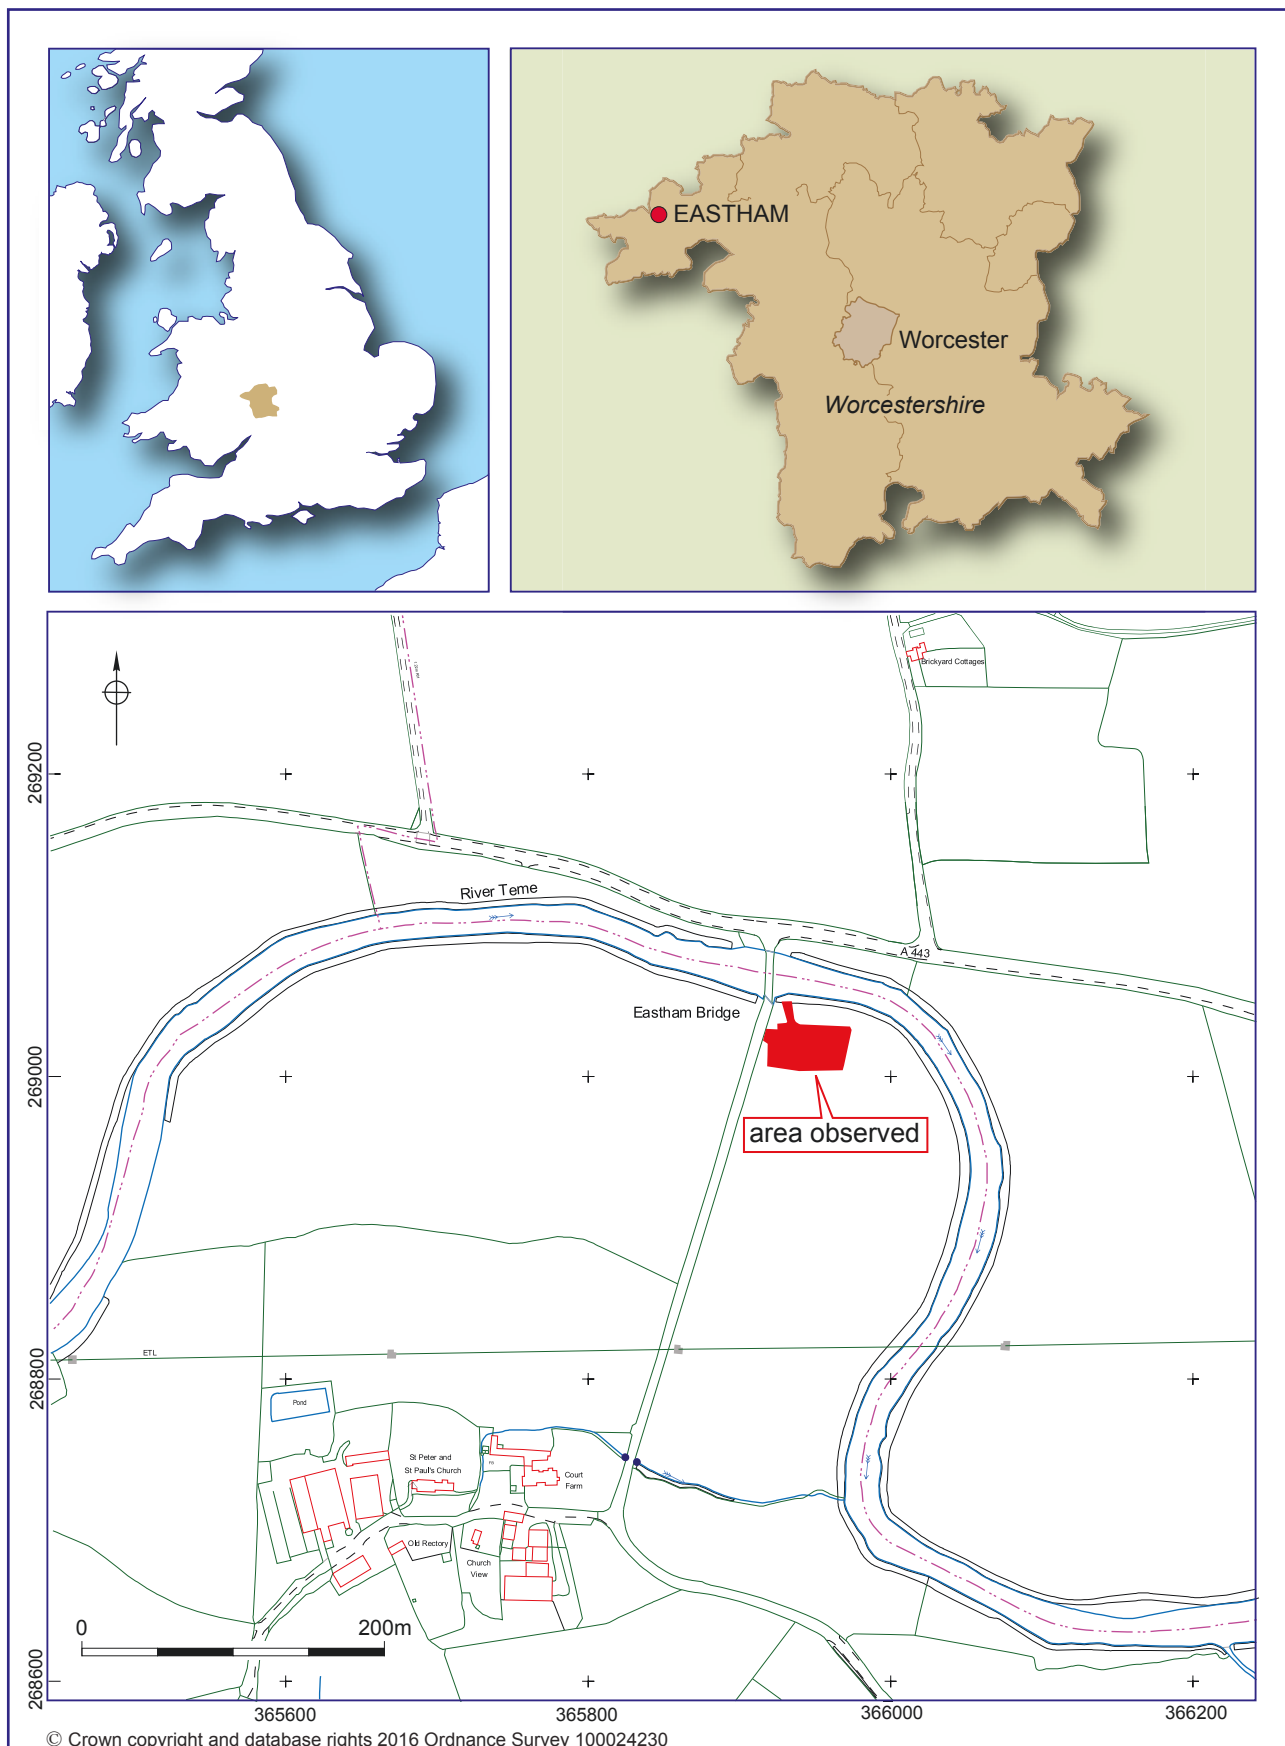 EASTHAM
Worcester
Worcestershire
Brickyard Cottages
269200
River Teme
A 443
Eastham Bridge
269000
area observed
ETL
268800
Pond
St Peter and
St Paul's Church
Court
Farm
Old Rectory
Church
View
0 200m
268600
365600 365800 366000 366200
© Crown copyright and database rights 2016 Ordnance Survey 100024230